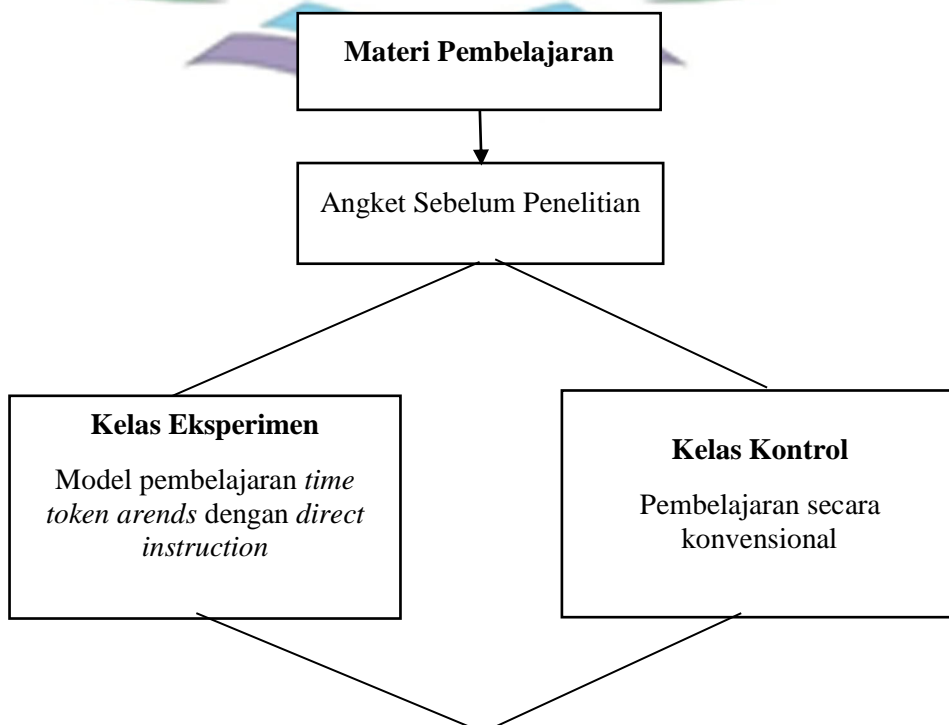 Materi Pembelajaran
Angket Sebelum Penelitian
Kelas Eksperimen
Model pembelajaran time
token arends dengan direct
instruction
Kelas Kontrol
Pembelajaran secara
konvensional